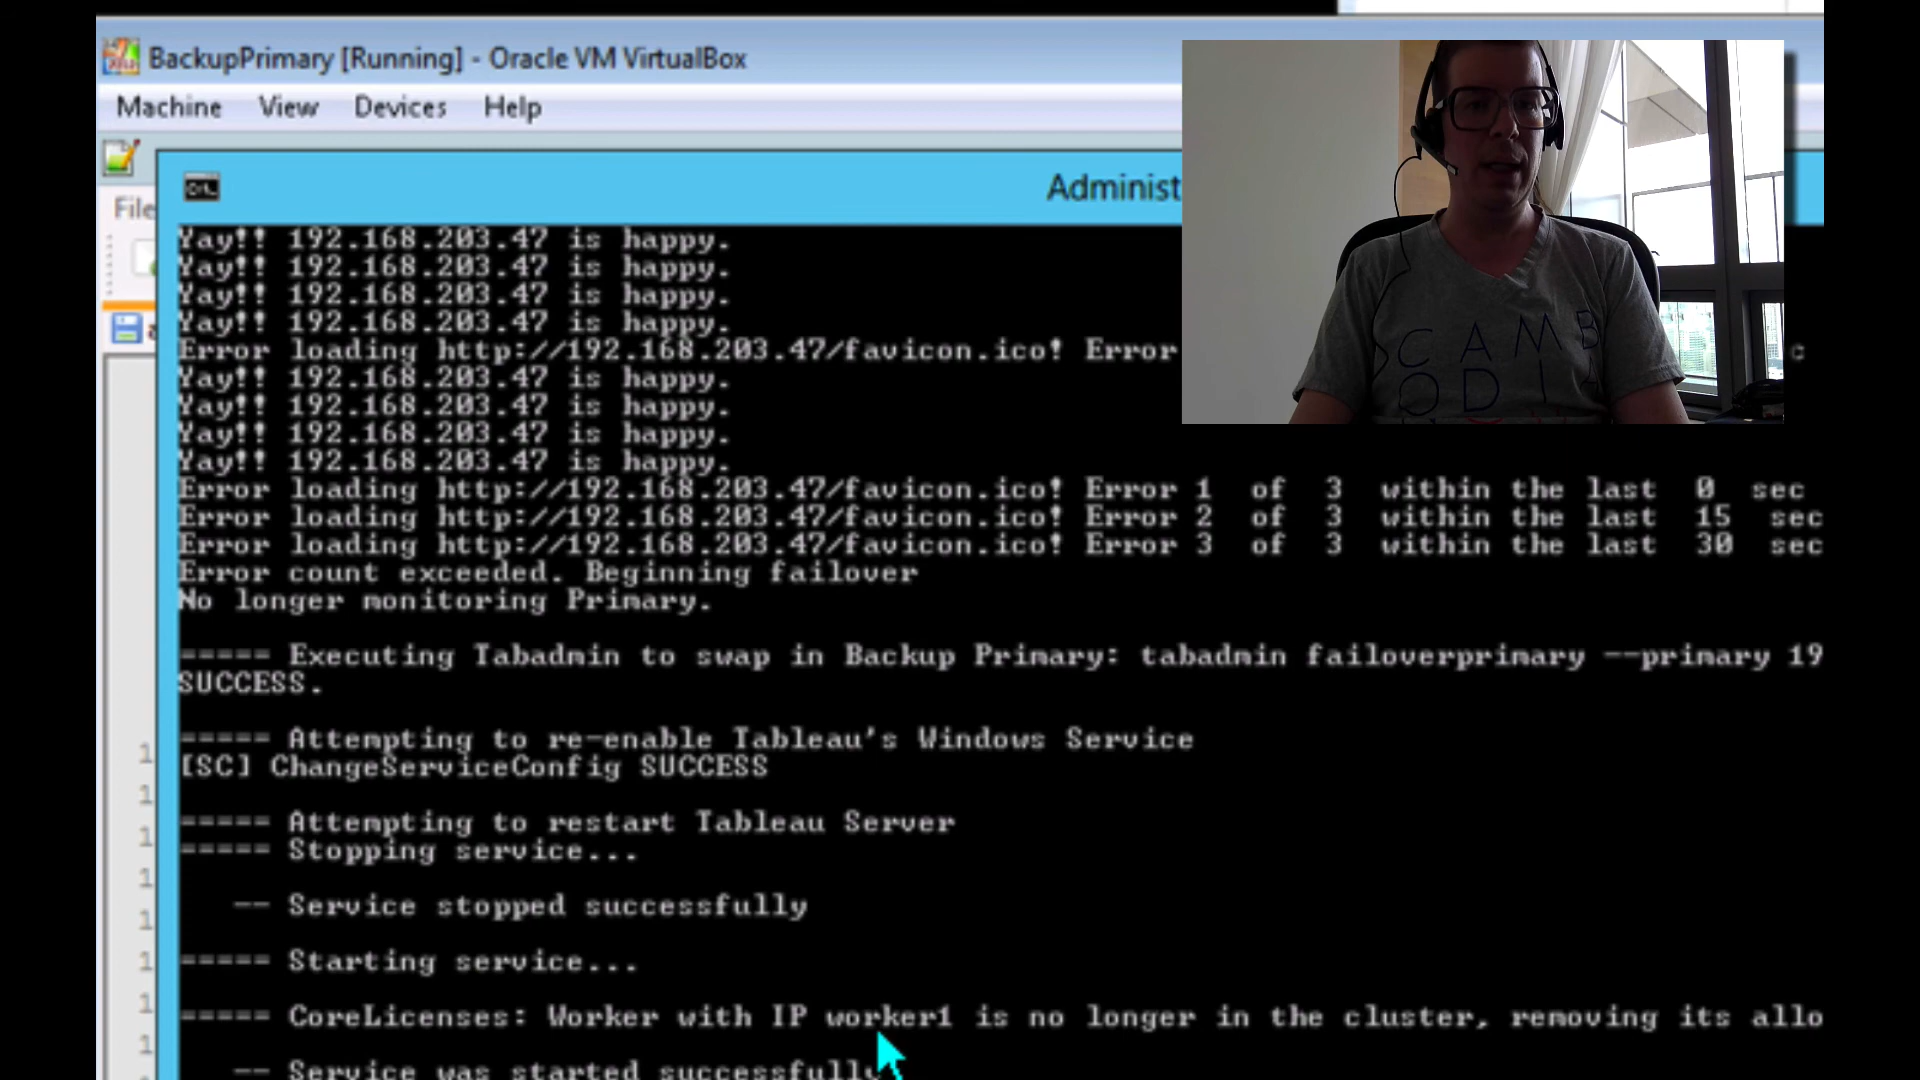 BackupPrimary [Running] - Oracle VM VirtualBox
Machine View Devices Help
File
Administ
Yay!! 192.168.203.47 is happy.
Yay!! 192.168.203.47 is happy.
Yay!! 192.168.203.47 is happy.
Yay!! 192.168.203.47 is happy.
Error loading http://192.168.203.47/favicon.ico! Error
Yay!! 192.168.203.47 is happy.
Yay!! 192.168.203.47 is happy.
Yay!! 192.168.203.47 is happy.
Yay!! 192.168.203.47 is happy.
Error loading http://192.168.203.47/favicon.ico! Error 1 of 3 within the last 0 sec
Error loading http://192.168.203.47/favicon.ico! Error 2 of 3 within the last 15 sec
Error loading http://192.168.203.47/favicon.ico! Error 3 of 3 within the last 30 sec
Error count exceeded. Beginning failover
No longer monitoring Primary.
===== Executing Tabadmin to swap in Backup Primary: tabadmin failoverprimary --primary 19
SUCCESS.
===== Attempting to re-enable Tableau's Windows Service
[SC] ChangeServiceConfig SUCCESS
===== Attempting to restart Tableau Server
===== Stopping service...
-- Service stopped successfully
===== Starting service...
===== CoreLicenses: Worker with IP worker1 is no longer in the cluster, removing its allo
-- Service was started successfully
CAMB
ODI